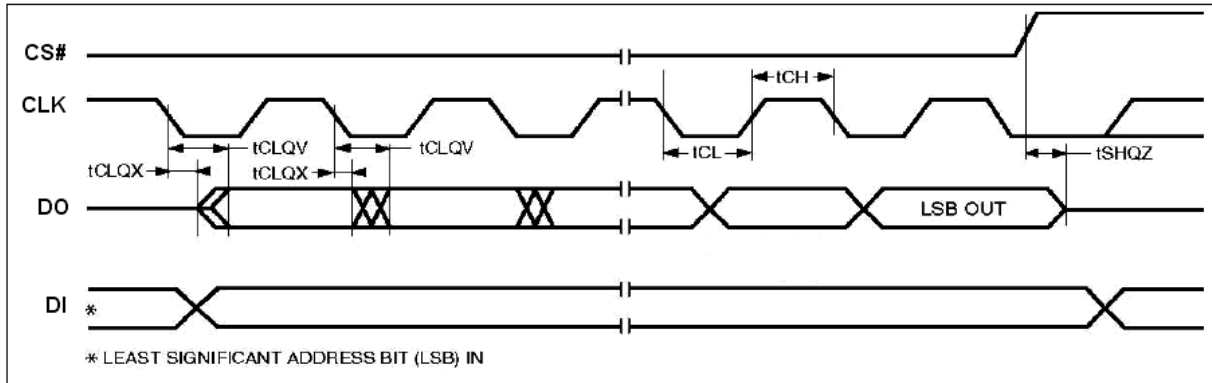 CS#
tCH
CLK
tCLQV
tCLQV
tCL
tSHQZ
tCLQX
tCLQX
DO
LSB OUT
DI
*
* LEAST SIGNIFICANT ADDRESS BIT (LSB) IN